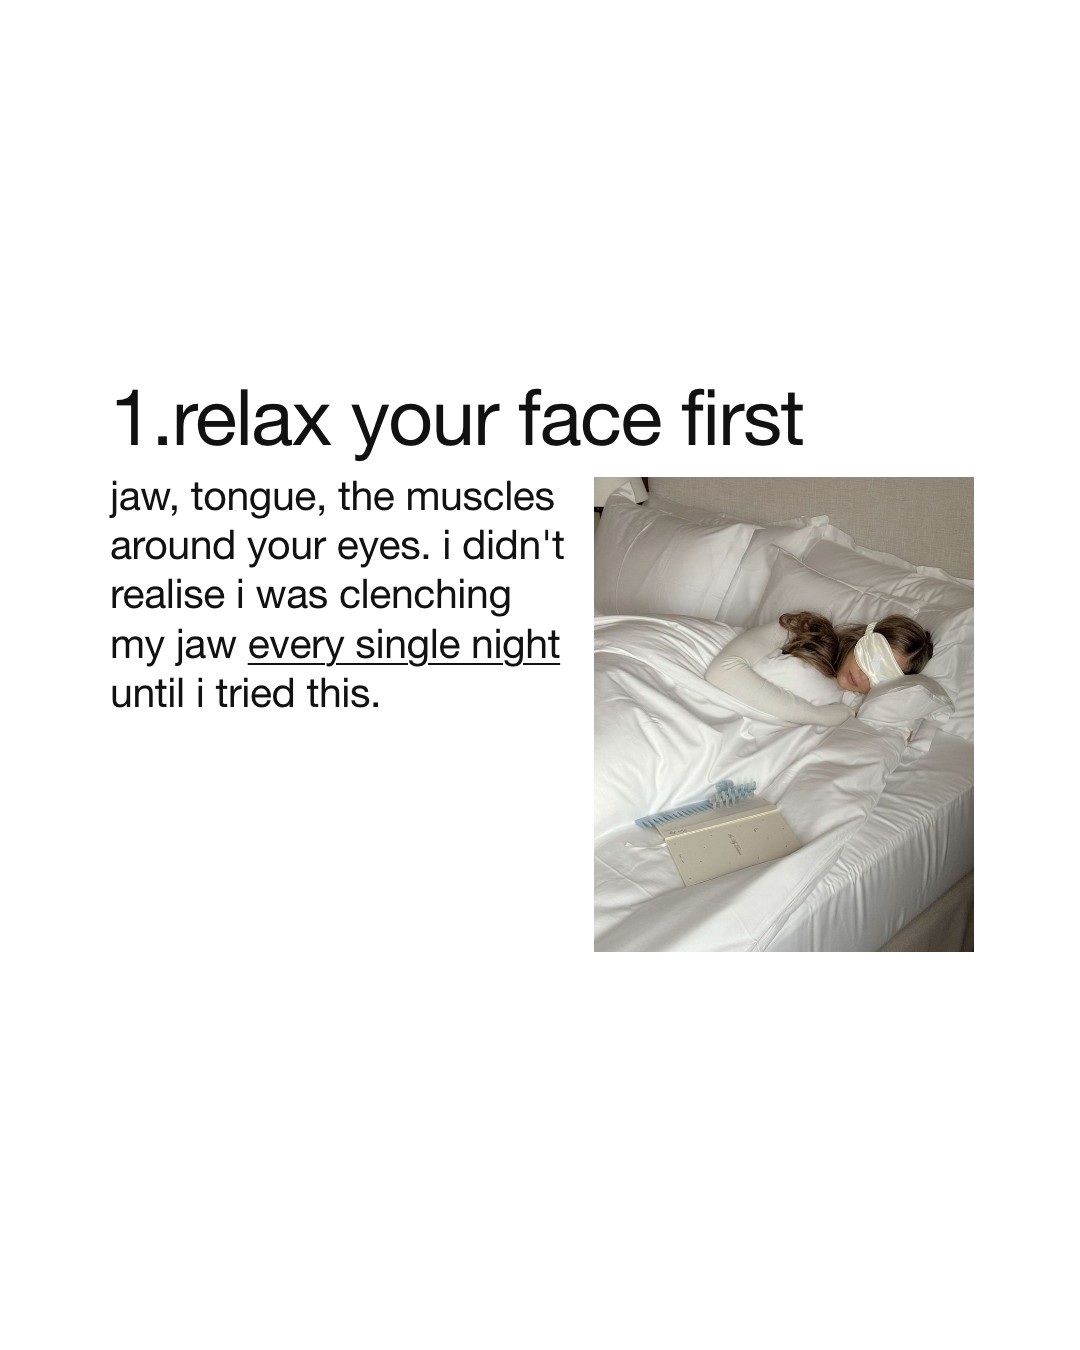 1.relax your face first
jaw, tongue, the muscles
around your eyes. i didn't
realise i was clenching
my jaw every single night
until i tried this.